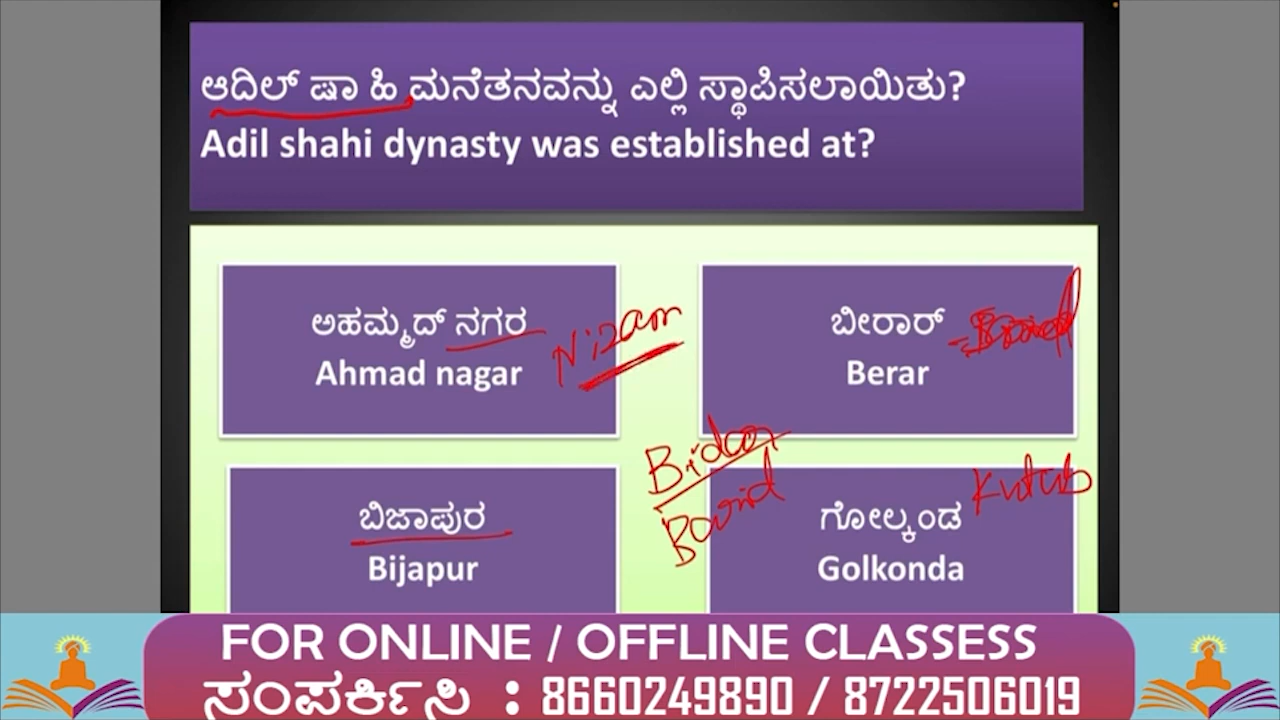 ಆದಿಲ್ ಷಾ ಹಿ ಮನೆತನವನ್ನು ಎಲ್ಲಿ ಸ್ಥಾಪಿಸಲಾಯಿತು?
Adil shahi dynasty was established at?
ಅಹಮ್ಮದ್ ನಗರ
Ahmad nagar
Nizam
ಬೀರಾರ್
Berar
Bidar
Barid
ಬಿಜಾಪುರ
Bijapur
ಗೋಲ್ಕಂಡ
Golkonda
Kutub
FOR ONLINE / OFFLINE CLASSESS
ಸಂಪರ್ಕಿಸಿ : 8660249890 / 8722506019